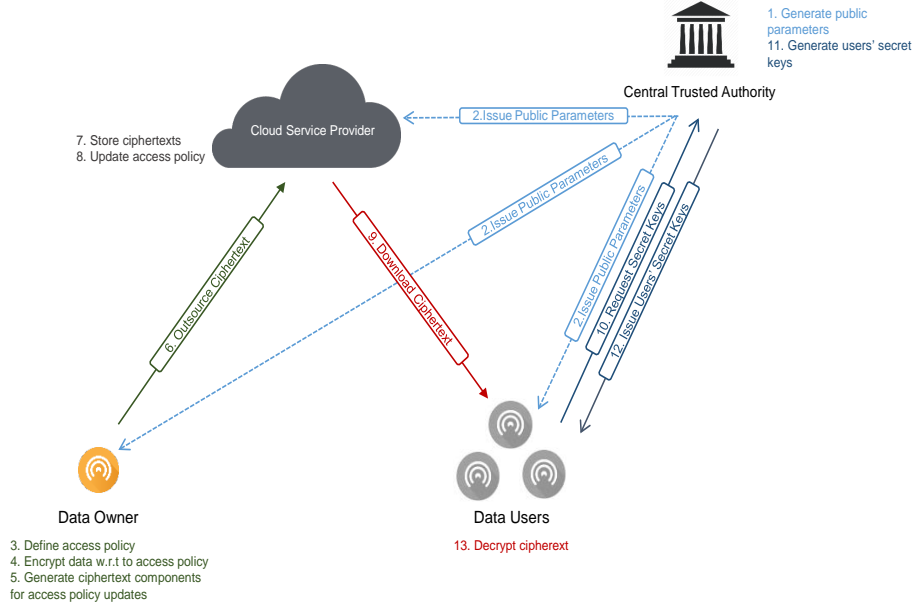 1. Generate public
parameters
11. Generate users' secret
keys
Central Trusted Authority
2.Issue Public Parameters
Cloud Service Provider
7. Store ciphertexts
8. Update access policy
2.Issue Public Parameters
2.Issue Public Parameters
10. Request Secret Keys
12. Issue Users' Secret Keys
9. Download Ciphertext
6. Outsource Ciphertext
Data Owner
Data Users
3. Define access policy
4. Encrypt data w.r.t to access policy
5. Generate ciphertext components
for access policy updates
13. Decrypt cipherext